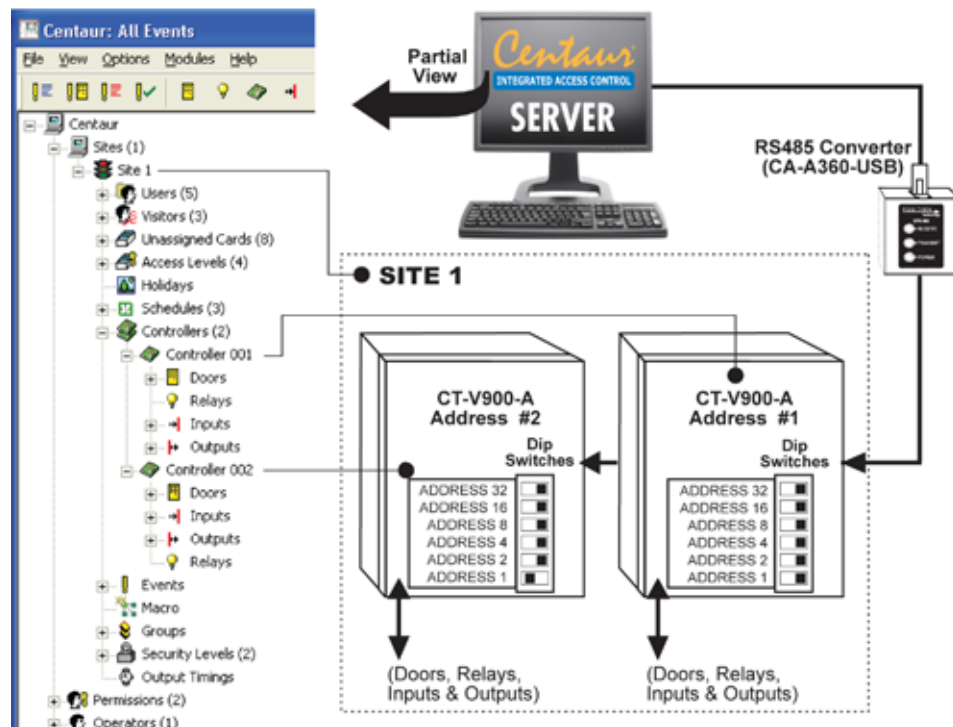 Centaur: All Events
File View Options Modules Help
Centaur
Sites (1)
Site 1
Users (5)
Visitors (3)
Unassigned Cards (8)
Access Levels (4)
Holidays
Schedules (3)
Controllers (2)
Controller 001
Doors
Relays
Inputs
Outputs
Controller 002
Doors
Inputs
Outputs
Relays
Events
Macro
Groups
Security Levels (2)
Output Timings
Permissions (2)
Operators (1)
Partial
View
Centaur
INTEGRATED ACCESS CONTROL
SERVER
RS485 Converter
(CA-A360-USB)
SITE 1
CT-V900-A
Address #2
Dip
Switches
ADDRESS 32
ADDRESS 16
ADDRESS 8
ADDRESS 4
ADDRESS 2
ADDRESS 1
(Doors, Relays,
Inputs & Outputs)
CT-V900-A
Address #1
Dip
Switches
ADDRESS 32
ADDRESS 16
ADDRESS 8
ADDRESS 4
ADDRESS 2
ADDRESS 1
(Doors, Relays,
Inputs & Outputs)